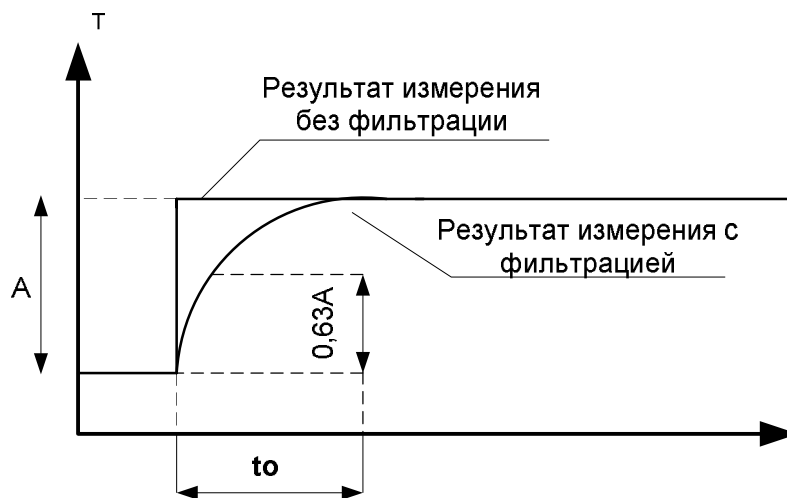 T
Результат измерения
без фильтрации
Результат измерения с
фильтрацией
A
0,63A
to